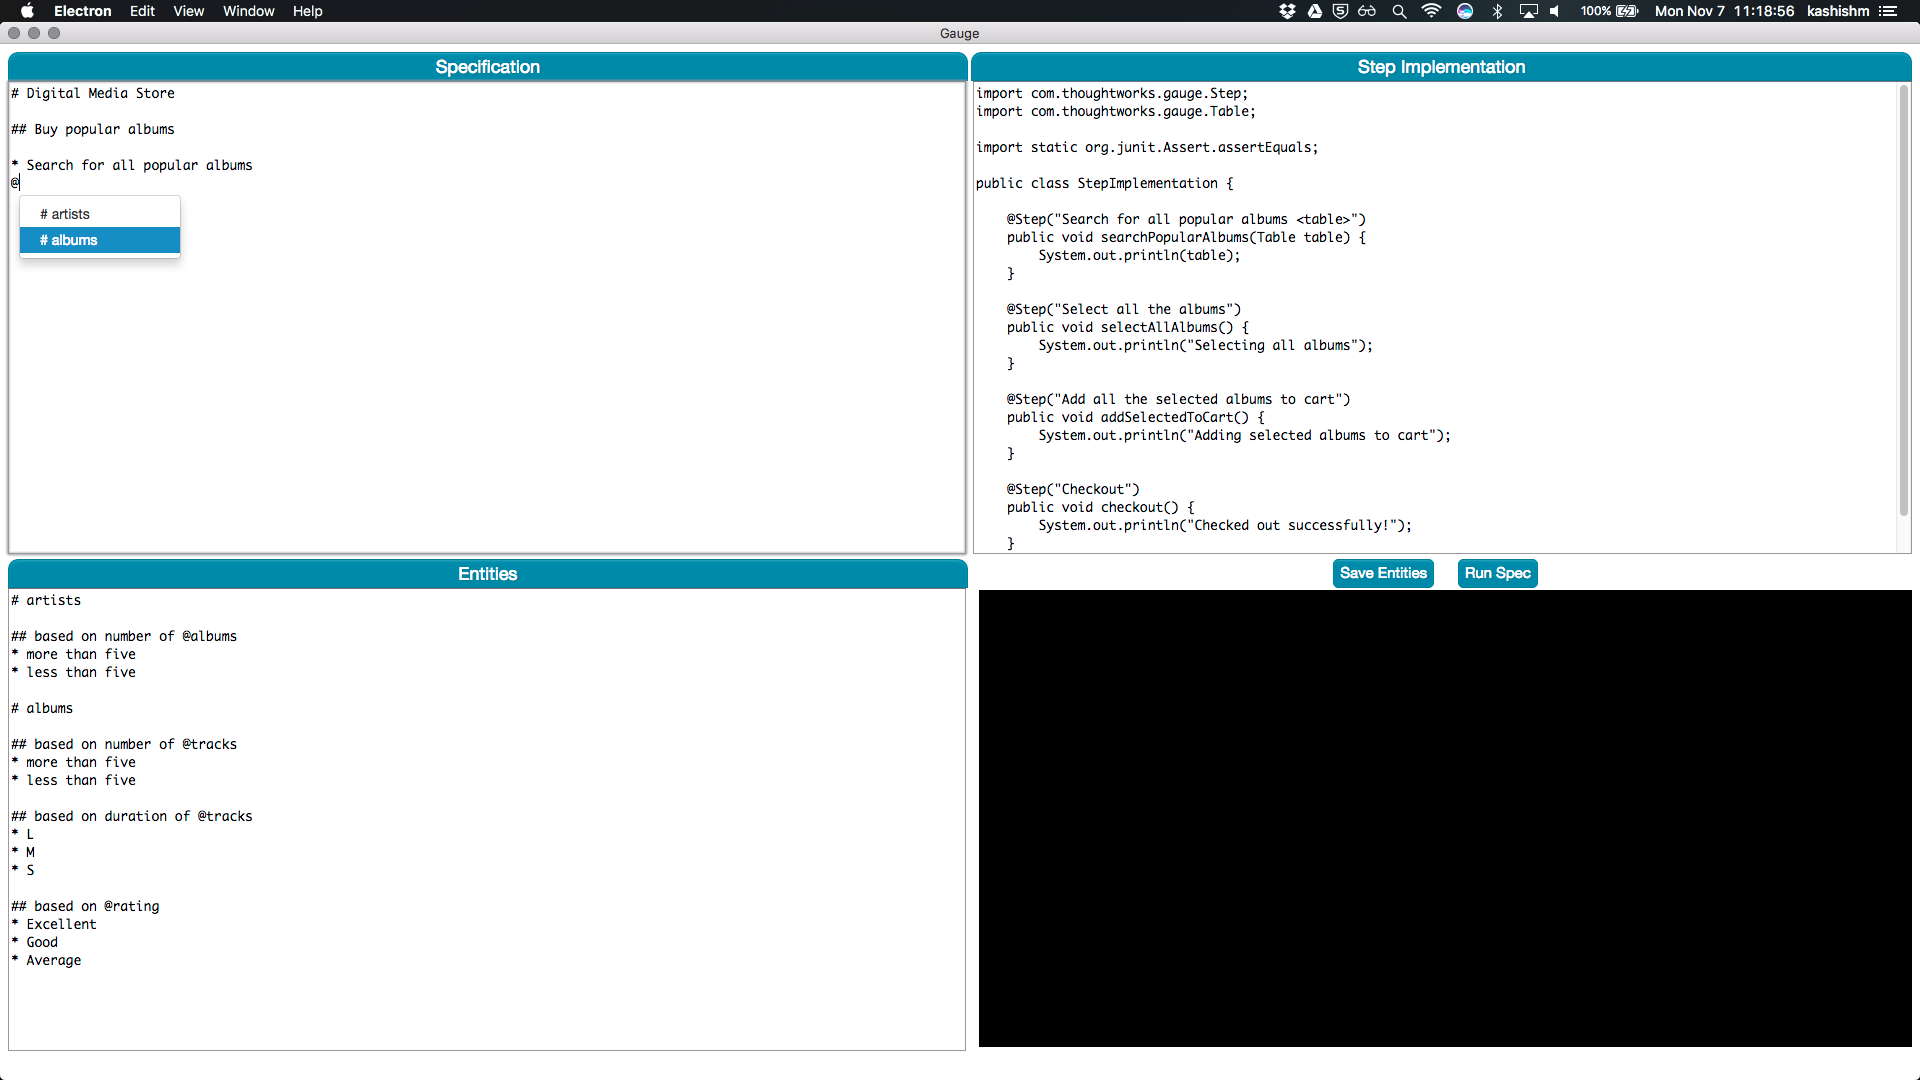 Electron Edit View Window Help
100% Mon Nov 7 11:18:56 kashishm
Gauge
Specification
# Digital Media Store
## Buy popular albums
* Search for all popular albums
@
# artists
# albums
Step Implementation
import com.thoughtworks.gauge.Step;
import com.thoughtworks.gauge.Table;
import static org.junit.Assert.assertEquals;
public class StepImplementation {
@Step("Search for all popular albums <table>")
public void searchPopularAlbums(Table table) {
System.out.println(table);
}
@Step("Select all the albums")
public void selectAllAlbums() {
System.out.println("Selecting all albums");
}
@Step("Add all the selected albums to cart")
public void addSelectedToCart() {
System.out.println("Adding selected albums to cart");
}
@Step("Checkout")
public void checkout() {
System.out.println("Checked out successfully!");
}
Entities
# artists
## based on number of @albums
* more than five
* less than five
# albums
## based on number of @tracks
* more than five
* less than five
## based on duration of @tracks
* L
* M
* S
## based on @rating
* Excellent
* Good
* Average
Save Entities
Run Spec